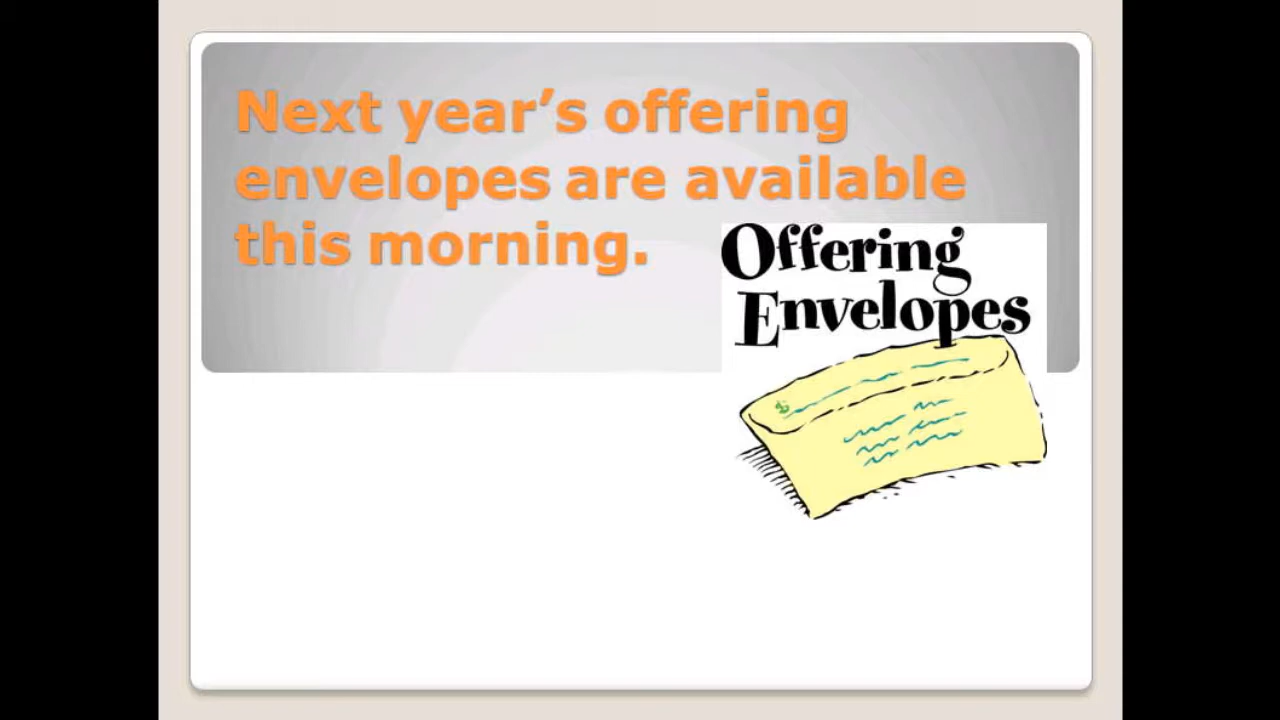 Next year’s offering
envelopes are available
this morning.
Offering
Envelopes